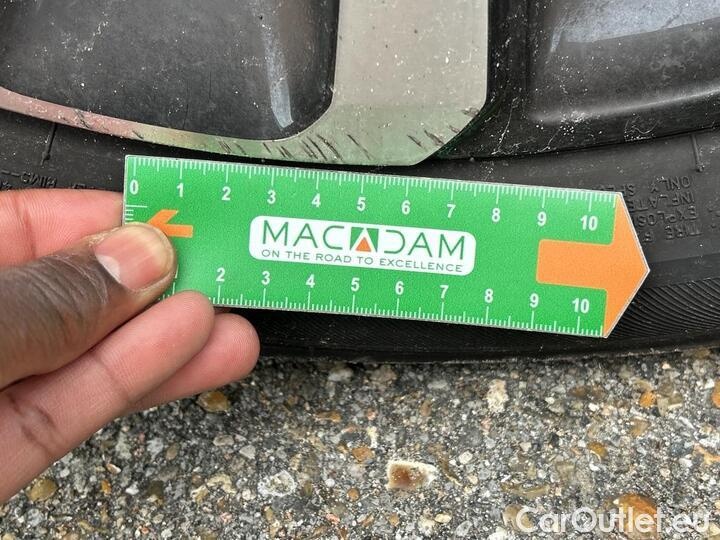 0 1 2 3 4 5 6 7 8 9 10
MACADAM
ON THE ROAD TO EXCELLENCE
2 3 4 5 6 7 8 9 10
CarOutlet.eu